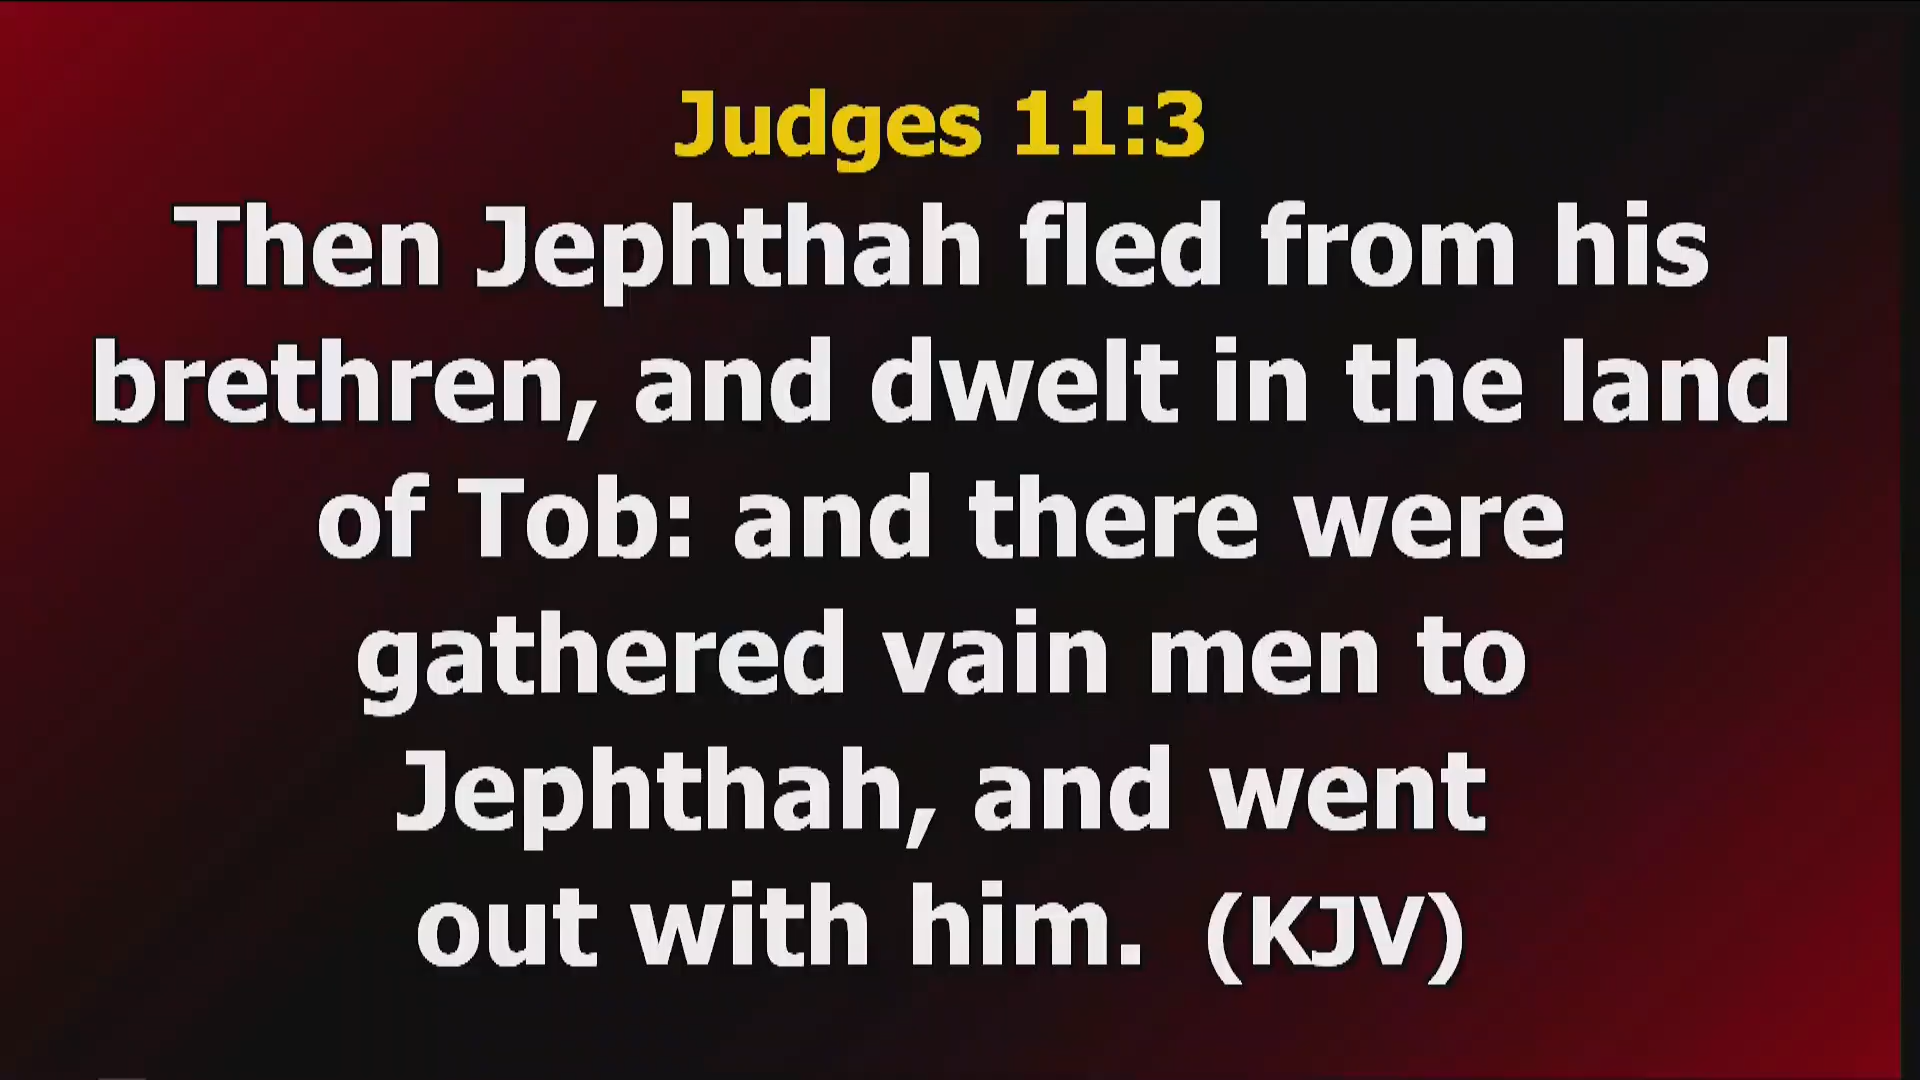 Judges 11:3
Then Jephthah fled from his
brethren, and dwelt in the land
of Tob: and there were
gathered vain men to
Jephthah, and went
out with him. (KJV)